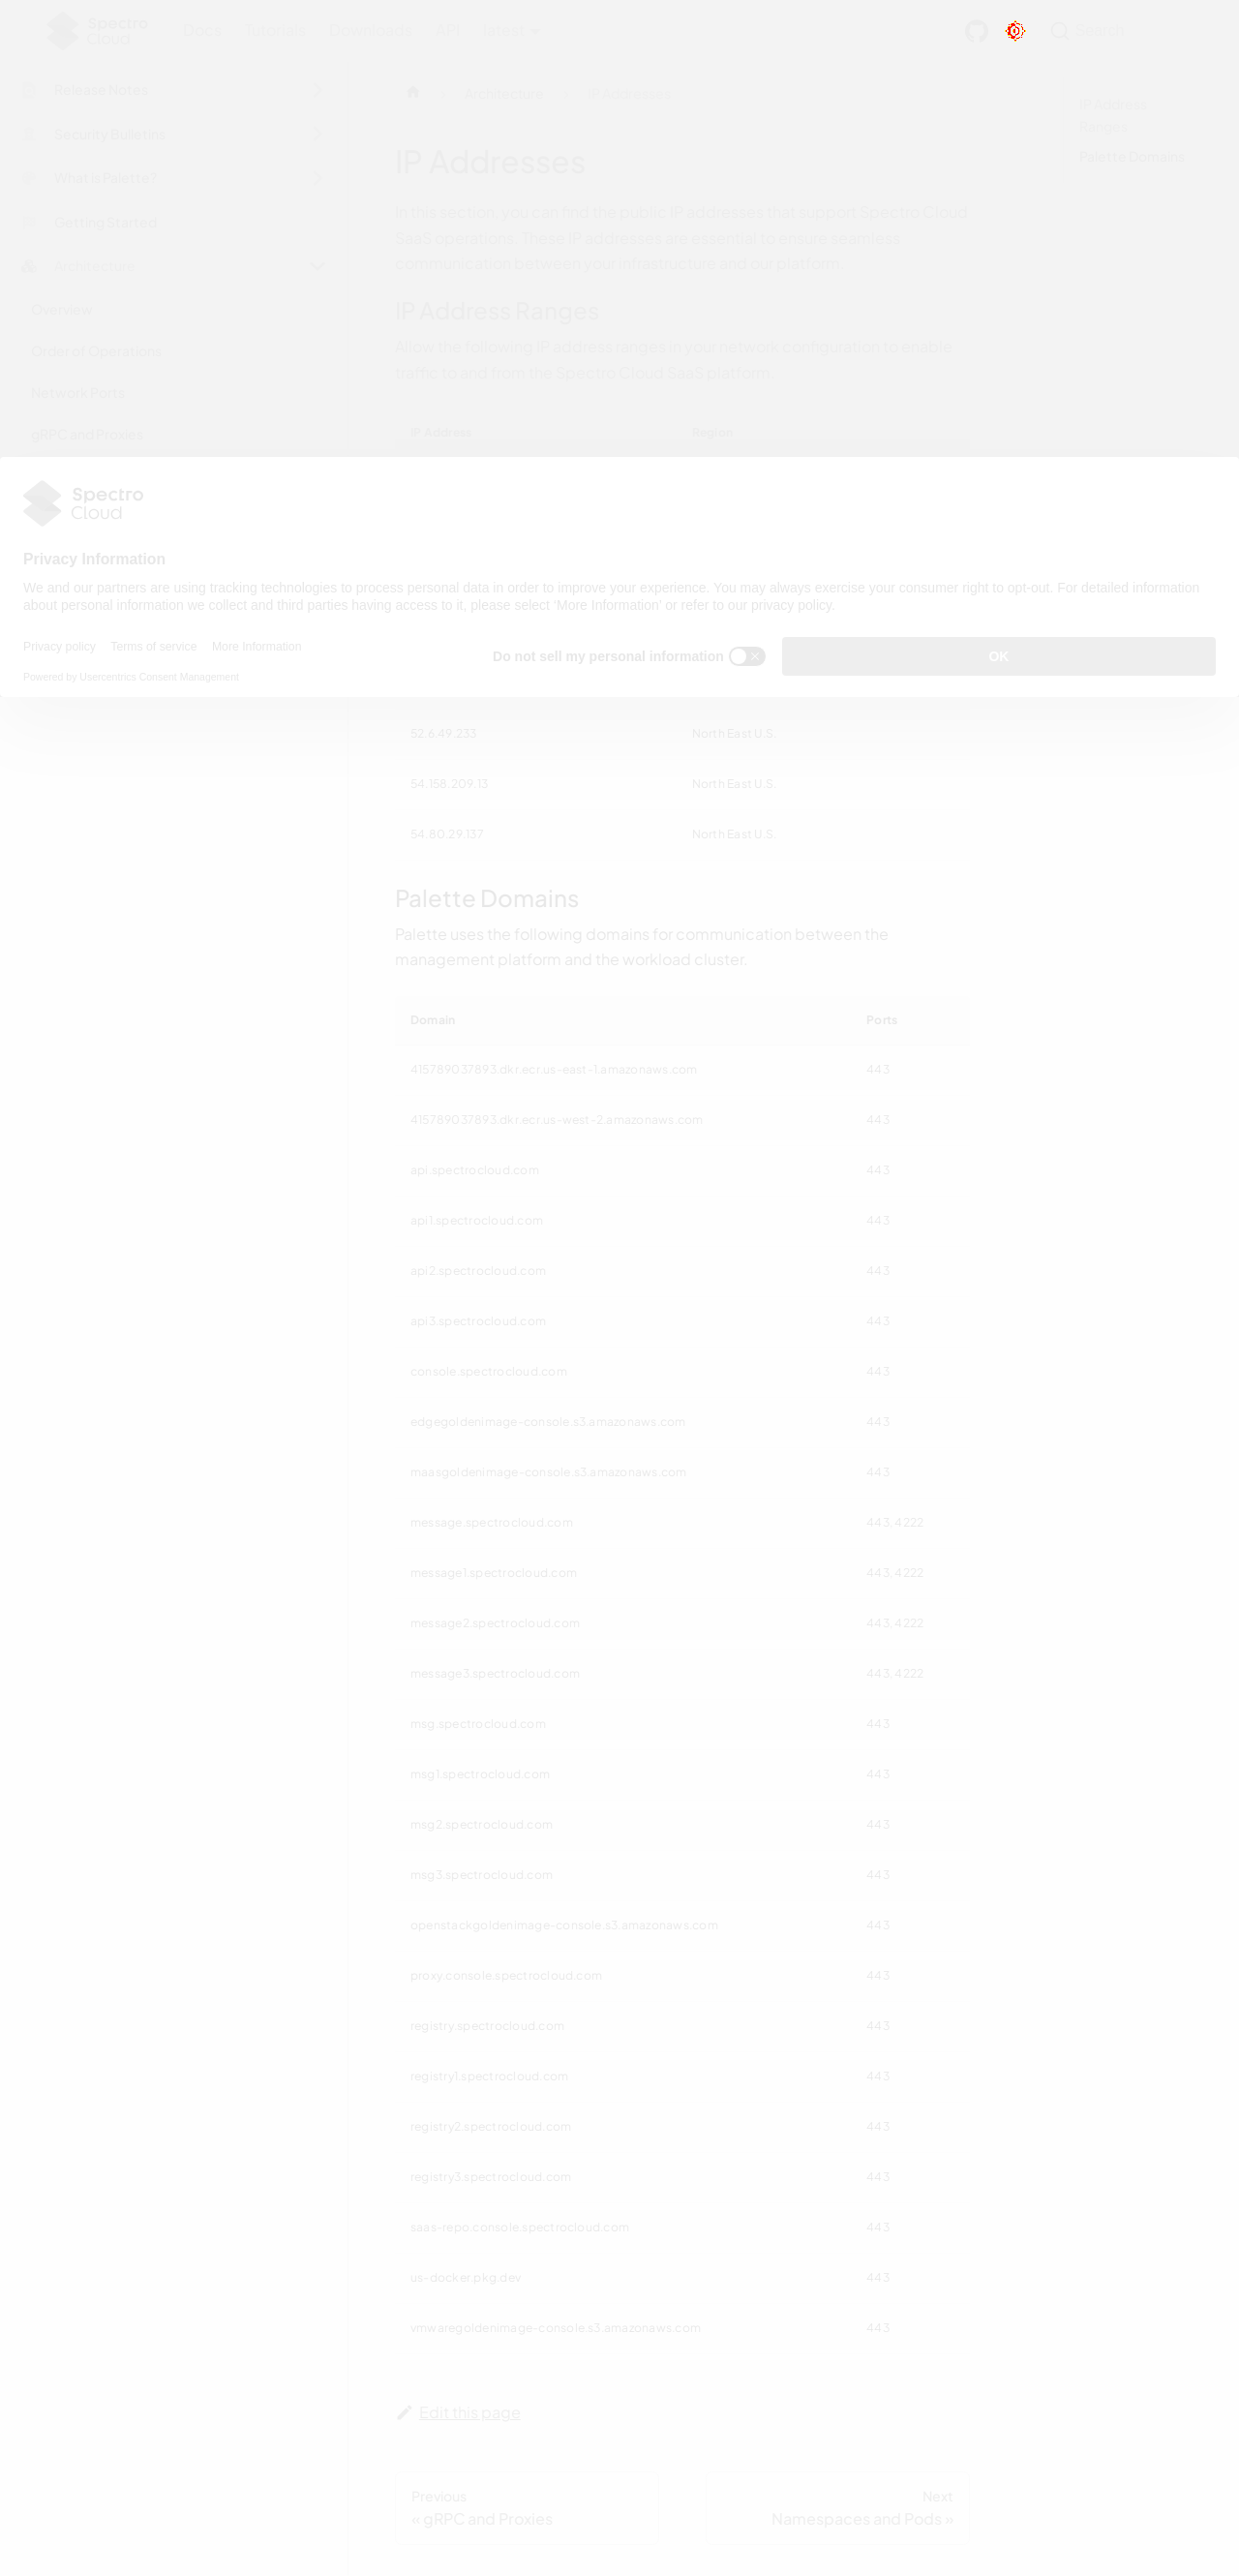 Spectro
Cloud
Docs Tutorials Downloads API latest
Search
Release Notes
Security Bulletins
What is Palette?
Getting Started
Architecture
Overview
Order of Operations
Network Ports
gRPC and Proxies
Architecture IP Addresses
IP Addresses
In this section, you can find the public IP addresses that support Spectro Cloud
SaaS operations. These IP addresses are essential to ensure seamless
communication between your infrastructure and our platform.
IP Address Ranges
Allow the following IP address ranges in your network configuration to enable
traffic to and from the Spectro Cloud SaaS platform.
IP Address Region
IP Address
Ranges
Palette Domains
Spectro
Cloud
Privacy Information
We and our partners are using tracking technologies to process personal data in order to improve your experience. You may always exercise your consumer right to opt-out. For detailed information
about personal information we collect and third parties having access to it, please select 'More Information' or refer to our privacy policy.
Privacy policy Terms of service More Information
Powered by Usercentrics Consent Management
Do not sell my personal information
OK
52.6.49.233 North East U.S.
54.158.209.13 North East U.S.
54.80.29.137 North East U.S.
Palette Domains
Palette uses the following domains for communication between the
management platform and the workload cluster.
Domain Ports
415789037893.dkr.ecr.us-east-1.amazonaws.com 443
415789037893.dkr.ecr.us-west-2.amazonaws.com 443
api.spectrocloud.com 443
api1.spectrocloud.com 443
api2.spectrocloud.com 443
api3.spectrocloud.com 443
console.spectrocloud.com 443
edgegoldenimage-console.s3.amazonaws.com 443
maasgoldenimage-console.s3.amazonaws.com 443
message.spectrocloud.com 443, 4222
message1.spectrocloud.com 443, 4222
message2.spectrocloud.com 443, 4222
message3.spectrocloud.com 443, 4222
msg.spectrocloud.com 443
msg1.spectrocloud.com 443
msg2.spectrocloud.com 443
msg3.spectrocloud.com 443
openstackgoldenimage-console.s3.amazonaws.com 443
proxy.console.spectrocloud.com 443
registry.spectrocloud.com 443
registry1.spectrocloud.com 443
registry2.spectrocloud.com 443
registry3.spectrocloud.com 443
saas-repo.console.spectrocloud.com 443
us-docker.pkg.dev 443
vmwaregoldenimage-console.s3.amazonaws.com 443
Edit this page
Previous
« gRPC and Proxies
Next
Namespaces and Pods »